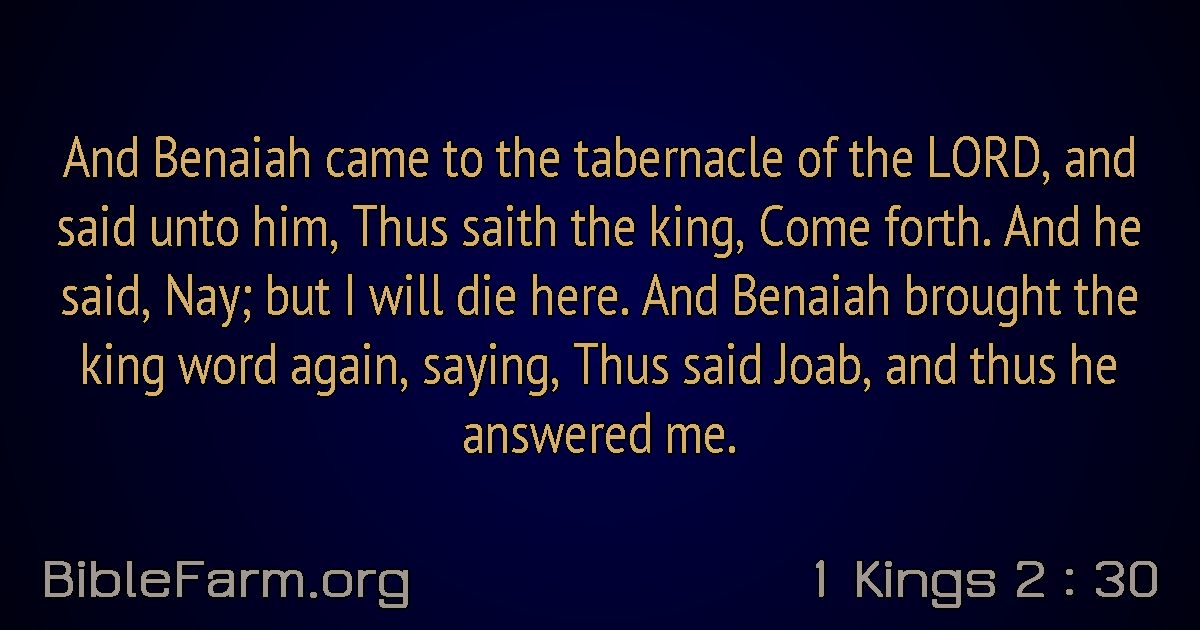 And Benaiah came to the tabernacle of the LORD, and
said unto him, Thus saith the king, Come forth. And he
said, Nay; but I will die here. And Benaiah brought the
king word again, saying, Thus said Joab, and thus he
answered me.
BibleFarm.org
1 Kings 2 : 30